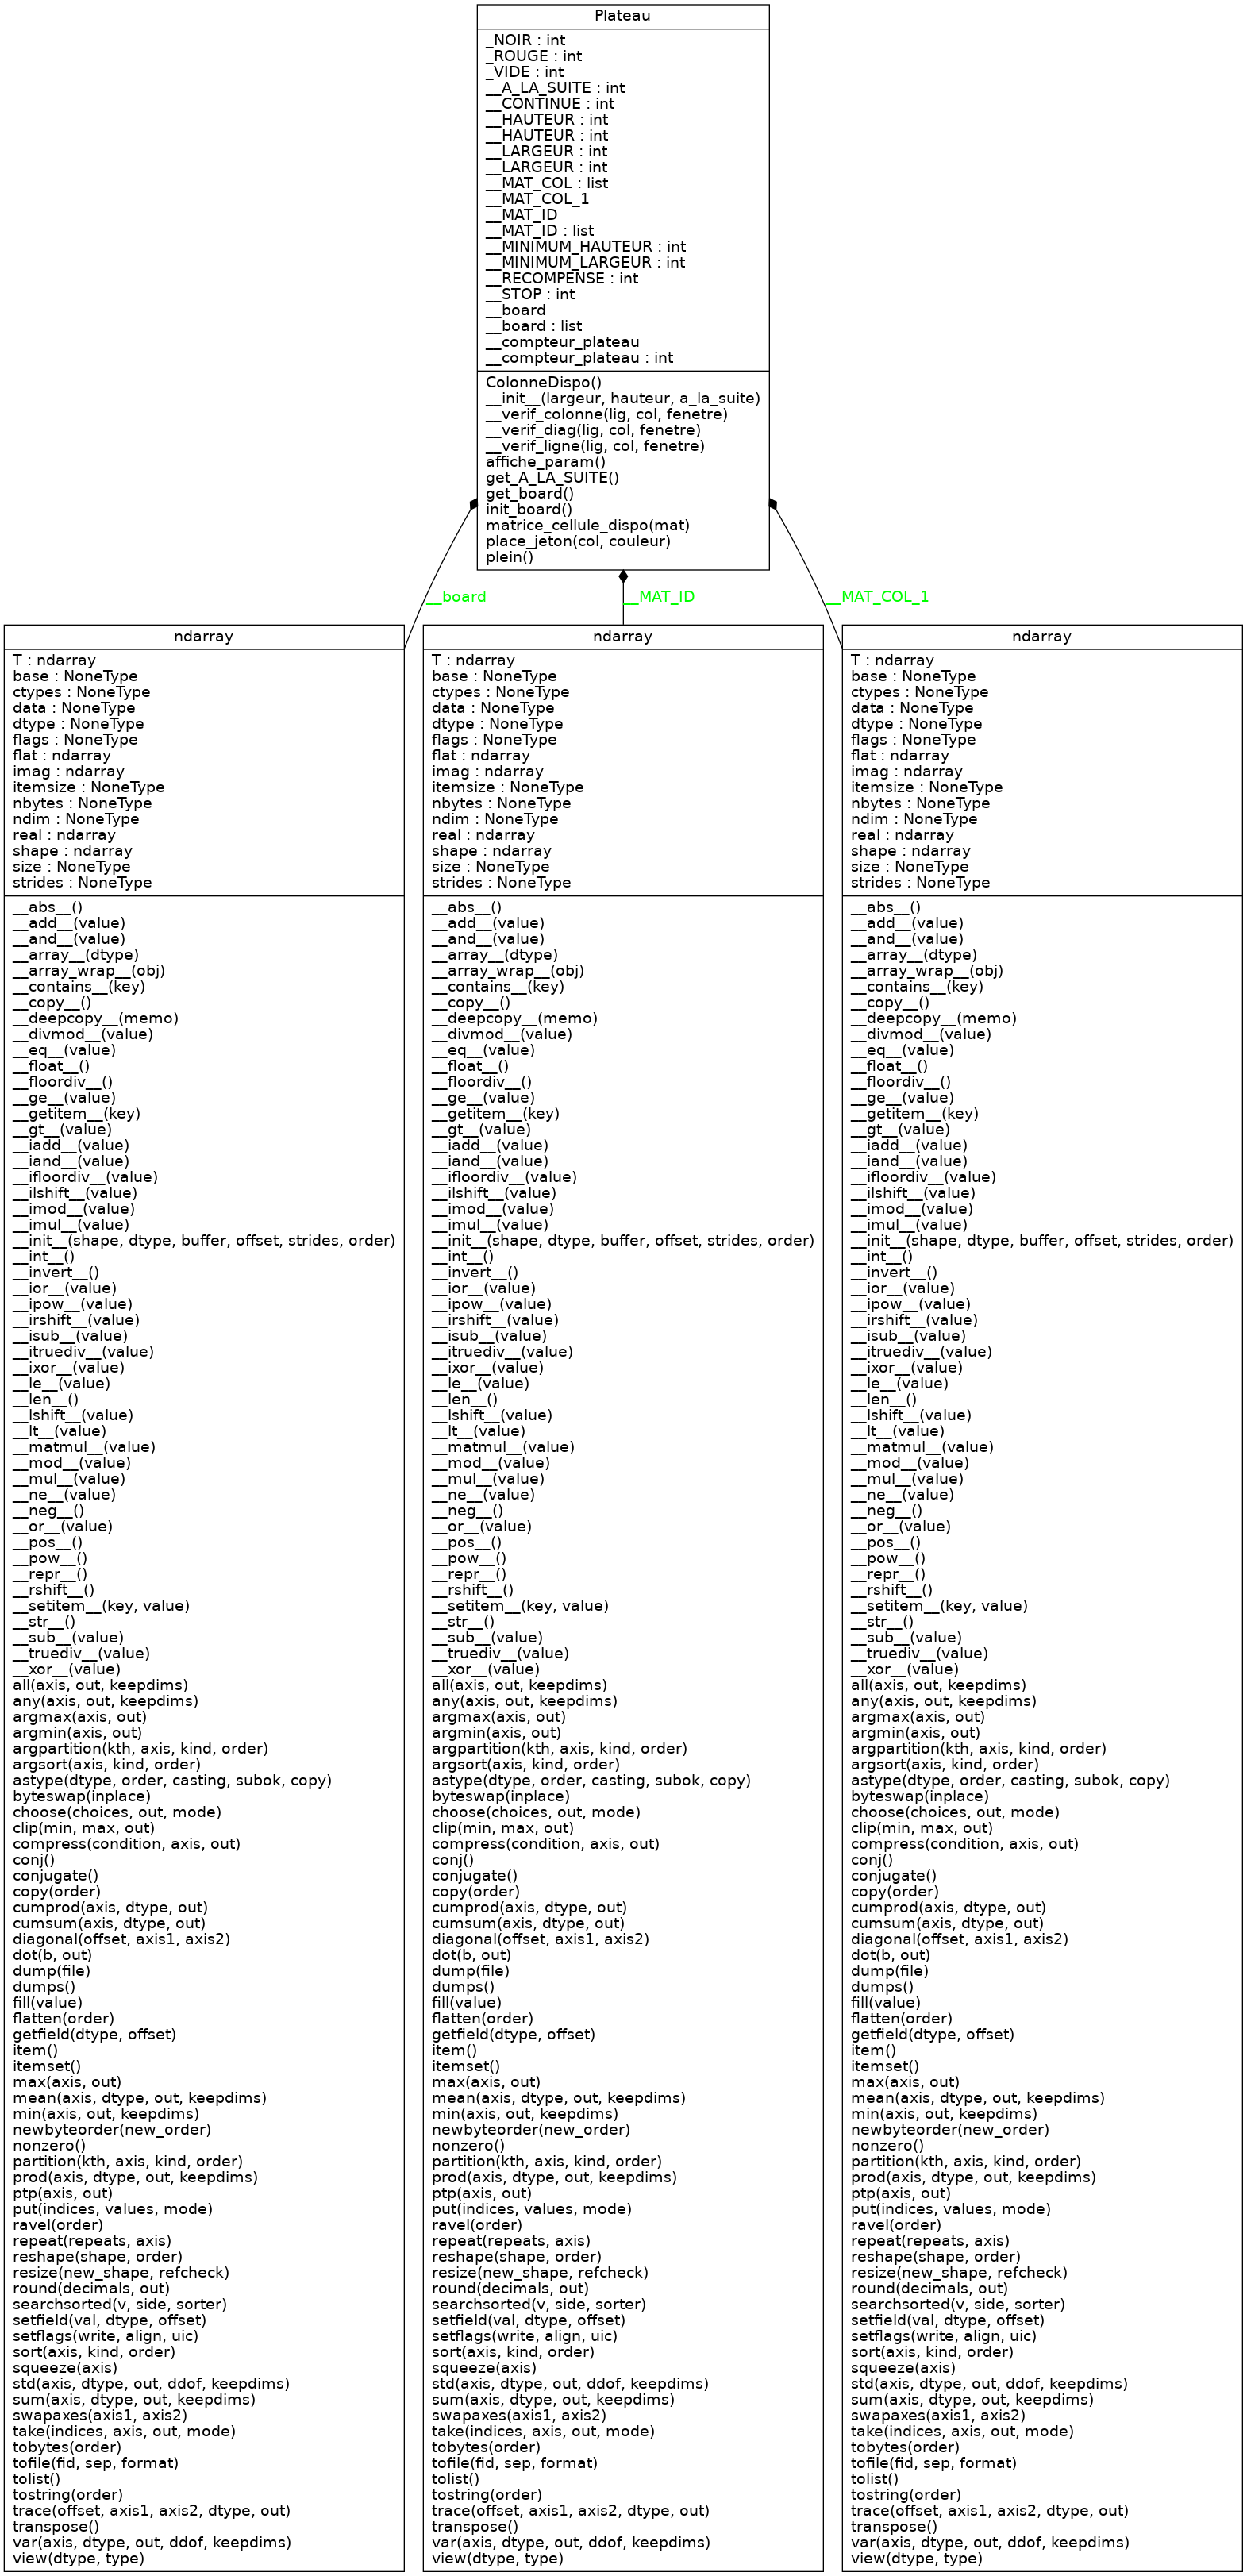 Plateau
_NOIR : int
_ROUGE : int
_VIDE : int
__A_LA_SUITE : int
__CONTINUE : int
__HAUTEUR : int
__HAUTEUR : int
__LARGEUR : int
__LARGEUR : int
__MAT_COL : list
__MAT_COL_1
__MAT_ID
__MAT_ID : list
__MINIMUM_HAUTEUR : int
__MINIMUM_LARGEUR : int
__RECOMPENSE : int
__STOP : int
__board
__board : list
__compteur_plateau
__compteur_plateau : int
ColonneDispo()
__init__(largeur, hauteur, a_la_suite)
__verif_colonne(lig, col, fenetre)
__verif_diag(lig, col, fenetre)
__verif_ligne(lig, col, fenetre)
affiche_param()
get_A_LA_SUITE()
get_board()
init_board()
matrice_cellule_dispo(mat)
place_jeton(col, couleur)
plein()
__board
__MAT_ID
__MAT_COL_1
ndarray
T : ndarray
base : NoneType
ctypes : NoneType
data : NoneType
dtype : NoneType
flags : NoneType
flat : ndarray
imag : ndarray
itemsize : NoneType
nbytes : NoneType
ndim : NoneType
real : ndarray
shape : ndarray
size : NoneType
strides : NoneType
__abs__()
__add__(value)
__and__(value)
__array__(dtype)
__array_wrap__(obj)
__contains__(key)
__copy__()
__deepcopy__(memo)
__divmod__(value)
__eq__(value)
__float__()
__floordiv__()
__ge__(value)
__getitem__(key)
__gt__(value)
__iadd__(value)
__iand__(value)
__ifloordiv__(value)
__ilshift__(value)
__imod__(value)
__imul__(value)
__init__(shape, dtype, buffer, offset, strides, order)
__int__()
__invert__()
__ior__(value)
__ipow__(value)
__irshift__(value)
__isub__(value)
__itruediv__(value)
__ixor__(value)
__le__(value)
__len__()
__lshift__(value)
__lt__(value)
__matmul__(value)
__mod__(value)
__mul__(value)
__ne__(value)
__neg__()
__or__(value)
__pos__()
__pow__()
__repr__()
__rshift__()
__setitem__(key, value)
__str__()
__sub__(value)
__truediv__(value)
__xor__(value)
all(axis, out, keepdims)
any(axis, out, keepdims)
argmax(axis, out)
argmin(axis, out)
argpartition(kth, axis, kind, order)
argsort(axis, kind, order)
astype(dtype, order, casting, subok, copy)
byteswap(inplace)
choose(choices, out, mode)
clip(min, max, out)
compress(condition, axis, out)
conj()
conjugate()
copy(order)
cumprod(axis, dtype, out)
cumsum(axis, dtype, out)
diagonal(offset, axis1, axis2)
dot(b, out)
dump(file)
dumps()
fill(value)
flatten(order)
getfield(dtype, offset)
item()
itemset()
max(axis, out)
mean(axis, dtype, out, keepdims)
min(axis, out, keepdims)
newbyteorder(new_order)
nonzero()
partition(kth, axis, kind, order)
prod(axis, dtype, out, keepdims)
ptp(axis, out)
put(indices, values, mode)
ravel(order)
repeat(repeats, axis)
reshape(shape, order)
resize(new_shape, refcheck)
round(decimals, out)
searchsorted(v, side, sorter)
setfield(val, dtype, offset)
setflags(write, align, uic)
sort(axis, kind, order)
squeeze(axis)
std(axis, dtype, out, ddof, keepdims)
sum(axis, dtype, out, keepdims)
swapaxes(axis1, axis2)
take(indices, axis, out, mode)
tobytes(order)
tofile(fid, sep, format)
tolist()
tostring(order)
trace(offset, axis1, axis2, dtype, out)
transpose()
var(axis, dtype, out, ddof, keepdims)
view(dtype, type)
ndarray
T : ndarray
base : NoneType
ctypes : NoneType
data : NoneType
dtype : NoneType
flags : NoneType
flat : ndarray
imag : ndarray
itemsize : NoneType
nbytes : NoneType
ndim : NoneType
real : ndarray
shape : ndarray
size : NoneType
strides : NoneType
__abs__()
__add__(value)
__and__(value)
__array__(dtype)
__array_wrap__(obj)
__contains__(key)
__copy__()
__deepcopy__(memo)
__divmod__(value)
__eq__(value)
__float__()
__floordiv__()
__ge__(value)
__getitem__(key)
__gt__(value)
__iadd__(value)
__iand__(value)
__ifloordiv__(value)
__ilshift__(value)
__imod__(value)
__imul__(value)
__init__(shape, dtype, buffer, offset, strides, order)
__int__()
__invert__()
__ior__(value)
__ipow__(value)
__irshift__(value)
__isub__(value)
__itruediv__(value)
__ixor__(value)
__le__(value)
__len__()
__lshift__(value)
__lt__(value)
__matmul__(value)
__mod__(value)
__mul__(value)
__ne__(value)
__neg__()
__or__(value)
__pos__()
__pow__()
__repr__()
__rshift__()
__setitem__(key, value)
__str__()
__sub__(value)
__truediv__(value)
__xor__(value)
all(axis, out, keepdims)
any(axis, out, keepdims)
argmax(axis, out)
argmin(axis, out)
argpartition(kth, axis, kind, order)
argsort(axis, kind, order)
astype(dtype, order, casting, subok, copy)
byteswap(inplace)
choose(choices, out, mode)
clip(min, max, out)
compress(condition, axis, out)
conj()
conjugate()
copy(order)
cumprod(axis, dtype, out)
cumsum(axis, dtype, out)
diagonal(offset, axis1, axis2)
dot(b, out)
dump(file)
dumps()
fill(value)
flatten(order)
getfield(dtype, offset)
item()
itemset()
max(axis, out)
mean(axis, dtype, out, keepdims)
min(axis, out, keepdims)
newbyteorder(new_order)
nonzero()
partition(kth, axis, kind, order)
prod(axis, dtype, out, keepdims)
ptp(axis, out)
put(indices, values, mode)
ravel(order)
repeat(repeats, axis)
reshape(shape, order)
resize(new_shape, refcheck)
round(decimals, out)
searchsorted(v, side, sorter)
setfield(val, dtype, offset)
setflags(write, align, uic)
sort(axis, kind, order)
squeeze(axis)
std(axis, dtype, out, ddof, keepdims)
sum(axis, dtype, out, keepdims)
swapaxes(axis1, axis2)
take(indices, axis, out, mode)
tobytes(order)
tofile(fid, sep, format)
tolist()
tostring(order)
trace(offset, axis1, axis2, dtype, out)
transpose()
var(axis, dtype, out, ddof, keepdims)
view(dtype, type)
ndarray
T : ndarray
base : NoneType
ctypes : NoneType
data : NoneType
dtype : NoneType
flags : NoneType
flat : ndarray
imag : ndarray
itemsize : NoneType
nbytes : NoneType
ndim : NoneType
real : ndarray
shape : ndarray
size : NoneType
strides : NoneType
__abs__()
__add__(value)
__and__(value)
__array__(dtype)
__array_wrap__(obj)
__contains__(key)
__copy__()
__deepcopy__(memo)
__divmod__(value)
__eq__(value)
__float__()
__floordiv__()
__ge__(value)
__getitem__(key)
__gt__(value)
__iadd__(value)
__iand__(value)
__ifloordiv__(value)
__ilshift__(value)
__imod__(value)
__imul__(value)
__init__(shape, dtype, buffer, offset, strides, order)
__int__()
__invert__()
__ior__(value)
__ipow__(value)
__irshift__(value)
__isub__(value)
__itruediv__(value)
__ixor__(value)
__le__(value)
__len__()
__lshift__(value)
__lt__(value)
__matmul__(value)
__mod__(value)
__mul__(value)
__ne__(value)
__neg__()
__or__(value)
__pos__()
__pow__()
__repr__()
__rshift__()
__setitem__(key, value)
__str__()
__sub__(value)
__truediv__(value)
__xor__(value)
all(axis, out, keepdims)
any(axis, out, keepdims)
argmax(axis, out)
argmin(axis, out)
argpartition(kth, axis, kind, order)
argsort(axis, kind, order)
astype(dtype, order, casting, subok, copy)
byteswap(inplace)
choose(choices, out, mode)
clip(min, max, out)
compress(condition, axis, out)
conj()
conjugate()
copy(order)
cumprod(axis, dtype, out)
cumsum(axis, dtype, out)
diagonal(offset, axis1, axis2)
dot(b, out)
dump(file)
dumps()
fill(value)
flatten(order)
getfield(dtype, offset)
item()
itemset()
max(axis, out)
mean(axis, dtype, out, keepdims)
min(axis, out, keepdims)
newbyteorder(new_order)
nonzero()
partition(kth, axis, kind, order)
prod(axis, dtype, out, keepdims)
ptp(axis, out)
put(indices, values, mode)
ravel(order)
repeat(repeats, axis)
reshape(shape, order)
resize(new_shape, refcheck)
round(decimals, out)
searchsorted(v, side, sorter)
setfield(val, dtype, offset)
setflags(write, align, uic)
sort(axis, kind, order)
squeeze(axis)
std(axis, dtype, out, ddof, keepdims)
sum(axis, dtype, out, keepdims)
swapaxes(axis1, axis2)
take(indices, axis, out, mode)
tobytes(order)
tofile(fid, sep, format)
tolist()
tostring(order)
trace(offset, axis1, axis2, dtype, out)
transpose()
var(axis, dtype, out, ddof, keepdims)
view(dtype, type)